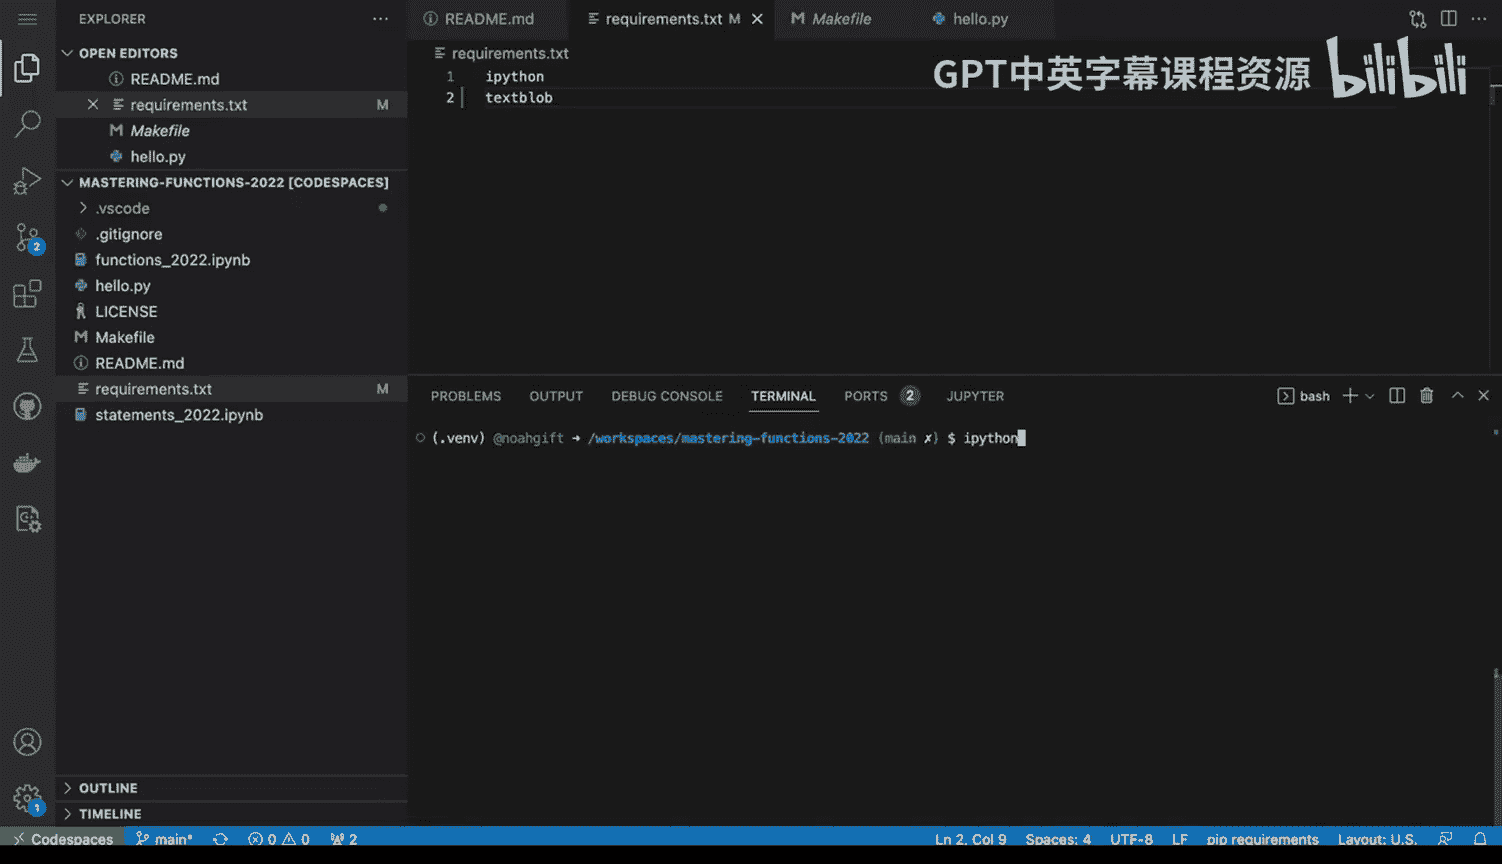 EXPLORER
README.md
requirements.txt M
Makefile
hello.py
OPEN EDITORS
README.md
requirements.txt M
Makefile
hello.py
MASTERING-FUNCTIONS-2022 [CODESPACES]
.vscode
.gitignore
functions_2022.ipynb
hello.py
LICENSE
Makefile
README.md
requirements.txt M
statements_2022.ipynb
OUTLINE
TIMELINE
requirements.txt
1 ipython
2 textblob
GPT中英字幕课程资源 bilibili
PROBLEMS OUTPUT DEBUG CONSOLE TERMINAL PORTS 2 JUPYTER
bash
(.venv) @noahgift ➜ /workspaces/mastering-functions-2022 (main ✗) $ ipython
2
1
Codespaces main* 0 0 2 Ln 2, Col 9 Spaces: 4 UTF-8 LF pip requirements Layout: U.S.